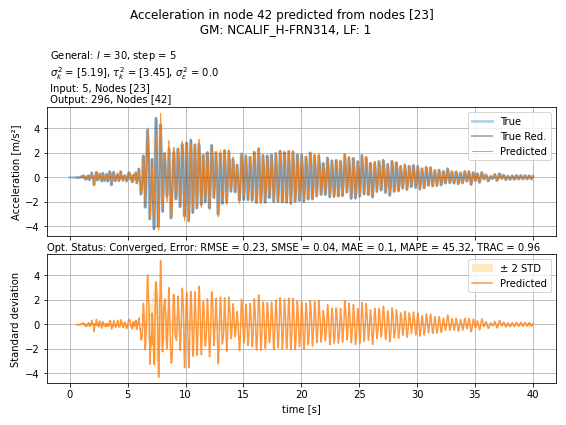 Acceleration in node 42 predicted from nodes [23]
GM: NCALIF_H-FRN314, LF: 1
General: l = 30, step = 5
σ²ₖ = [5.19], τ²ₖ = [3.45], σ²ε = 0.0
Input: 5, Nodes [23]
Output: 296, Nodes [42]
Acceleration [m/s²]
4
2
0
−2
−4
True
True Red.
Predicted
Opt. Status: Converged, Error: RMSE = 0.23, SMSE = 0.04, MAE = 0.1, MAPE = 45.32, TRAC = 0.96
Standard deviation
4
2
0
−2
−4
± 2 STD
Predicted
0 5 10 15 20 25 30 35 40
time [s]